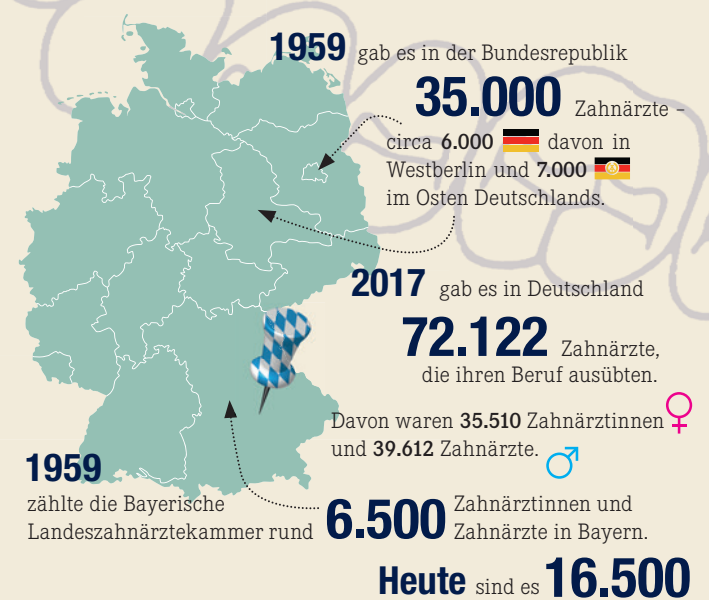 1959 gab es in der Bundesrepublik
35.000 Zahnärzte –
circa 6.000 davon in
Westberlin und 7.000
im Osten Deutschlands.
2017 gab es in Deutschland
72.122 Zahnärzte,
die ihren Beruf ausübten.
Davon waren 35.510 Zahnärztinnen
und 39.612 Zahnärzte.
1959
zählte die Bayerische
Landeszahnärztekammer rund 6.500 Zahnärztinnen und
Zahnärzte in Bayern.
Heute sind es 16.500